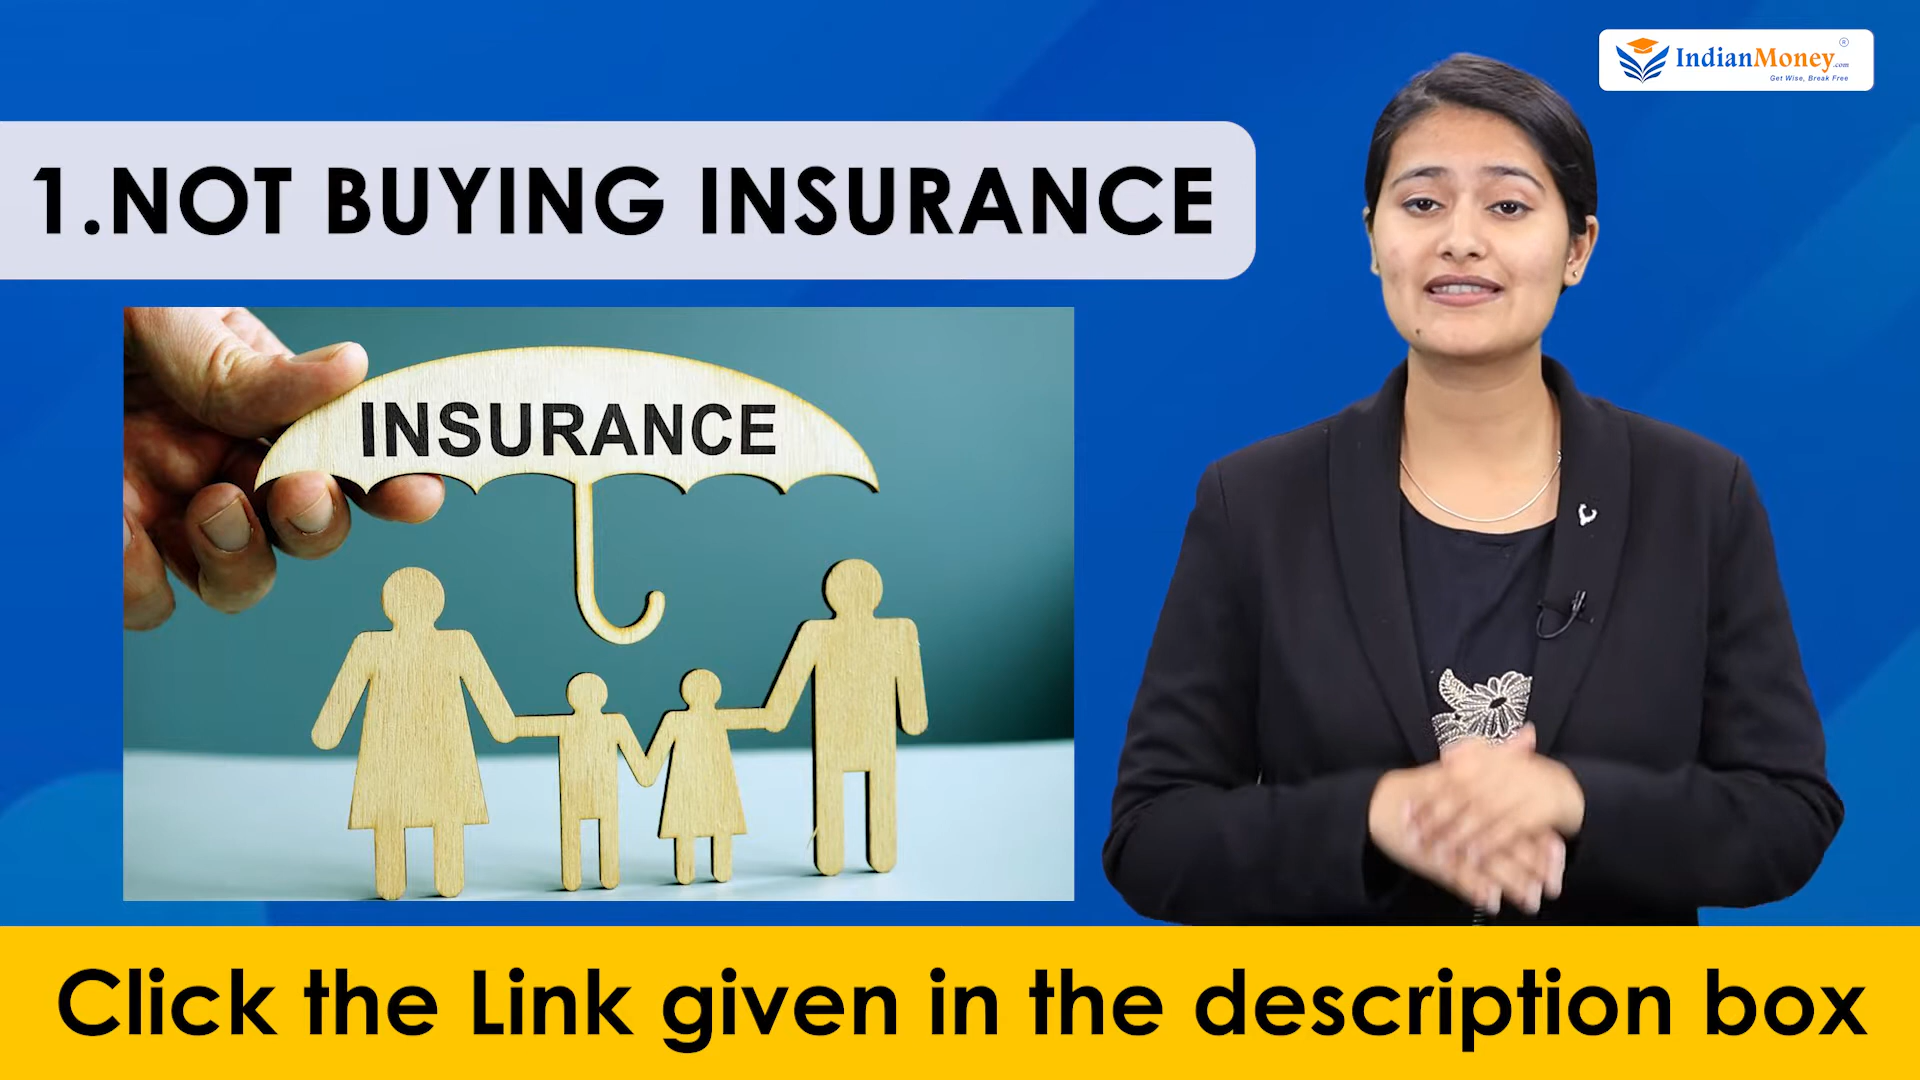 IndianMoney.com
®
Get Wise, Break Free
1.NOT BUYING INSURANCE
INSURANCE
Click the Link given in the description box